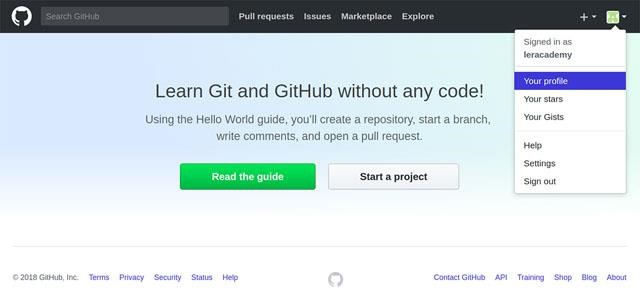 Search GitHub
Pull requests Issues Marketplace Explore
Signed in as
leracademy
Your profile
Your stars
Your Gists
Help
Settings
Sign out
Learn Git and GitHub without any code!
Using the Hello World guide, you’ll create a repository, start a branch,
write comments, and open a pull request.
Read the guide Start a project
© 2018 GitHub, Inc. Terms Privacy Security Status Help Contact GitHub API Training Shop Blog About